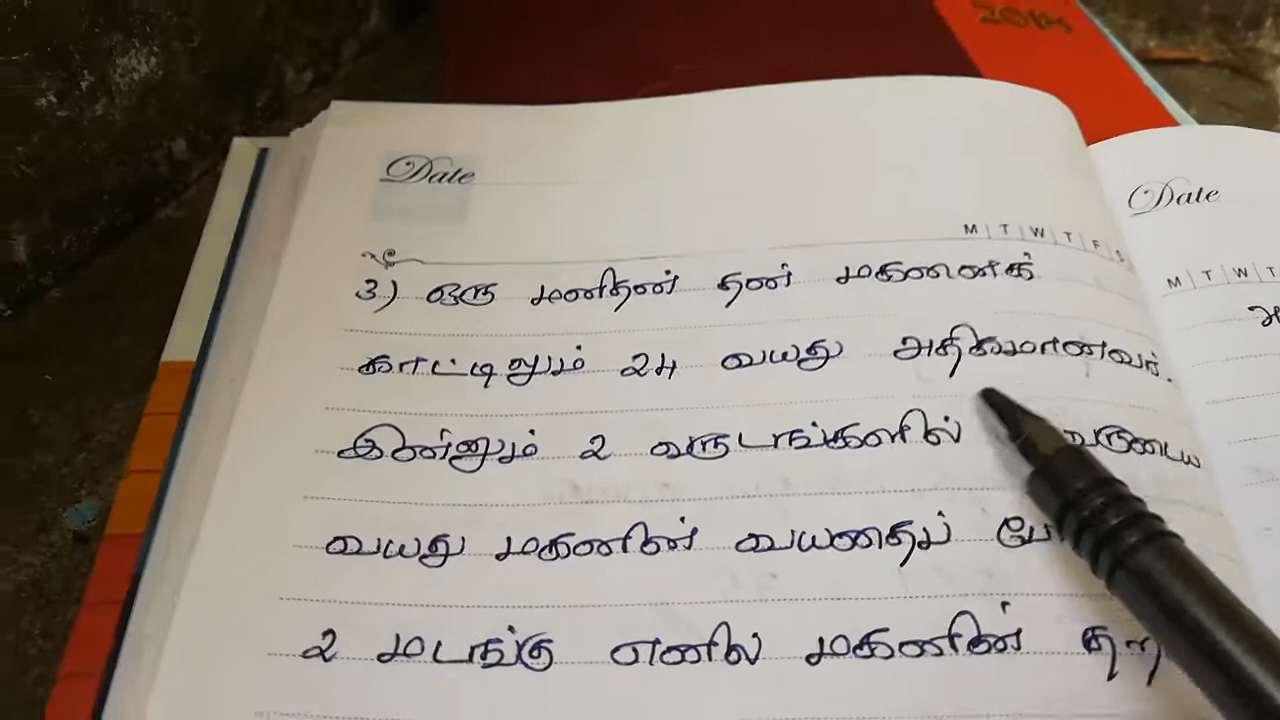 2018
Date
M T W T F S
3) ஒரு மனிதன் தன் மகனைக்
காட்டிலும் 24 வயது அதிகமானவர்.
இன்னும் 2 வருடங்களில்
வயது மகனின் வயதைப்
2 மடங்கு எனில் மகனின்
Date
M T W T